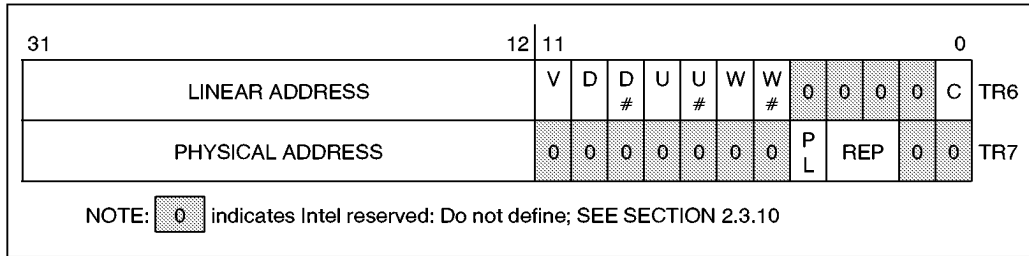 31 12 11 0
LINEAR ADDRESS V D D# U U# W W# 0 0 0 0 C TR6
PHYSICAL ADDRESS 0 0 0 0 0 0 0 PL REP 0 0 TR7
NOTE: 0 indicates Intel reserved: Do not define; SEE SECTION 2.3.10